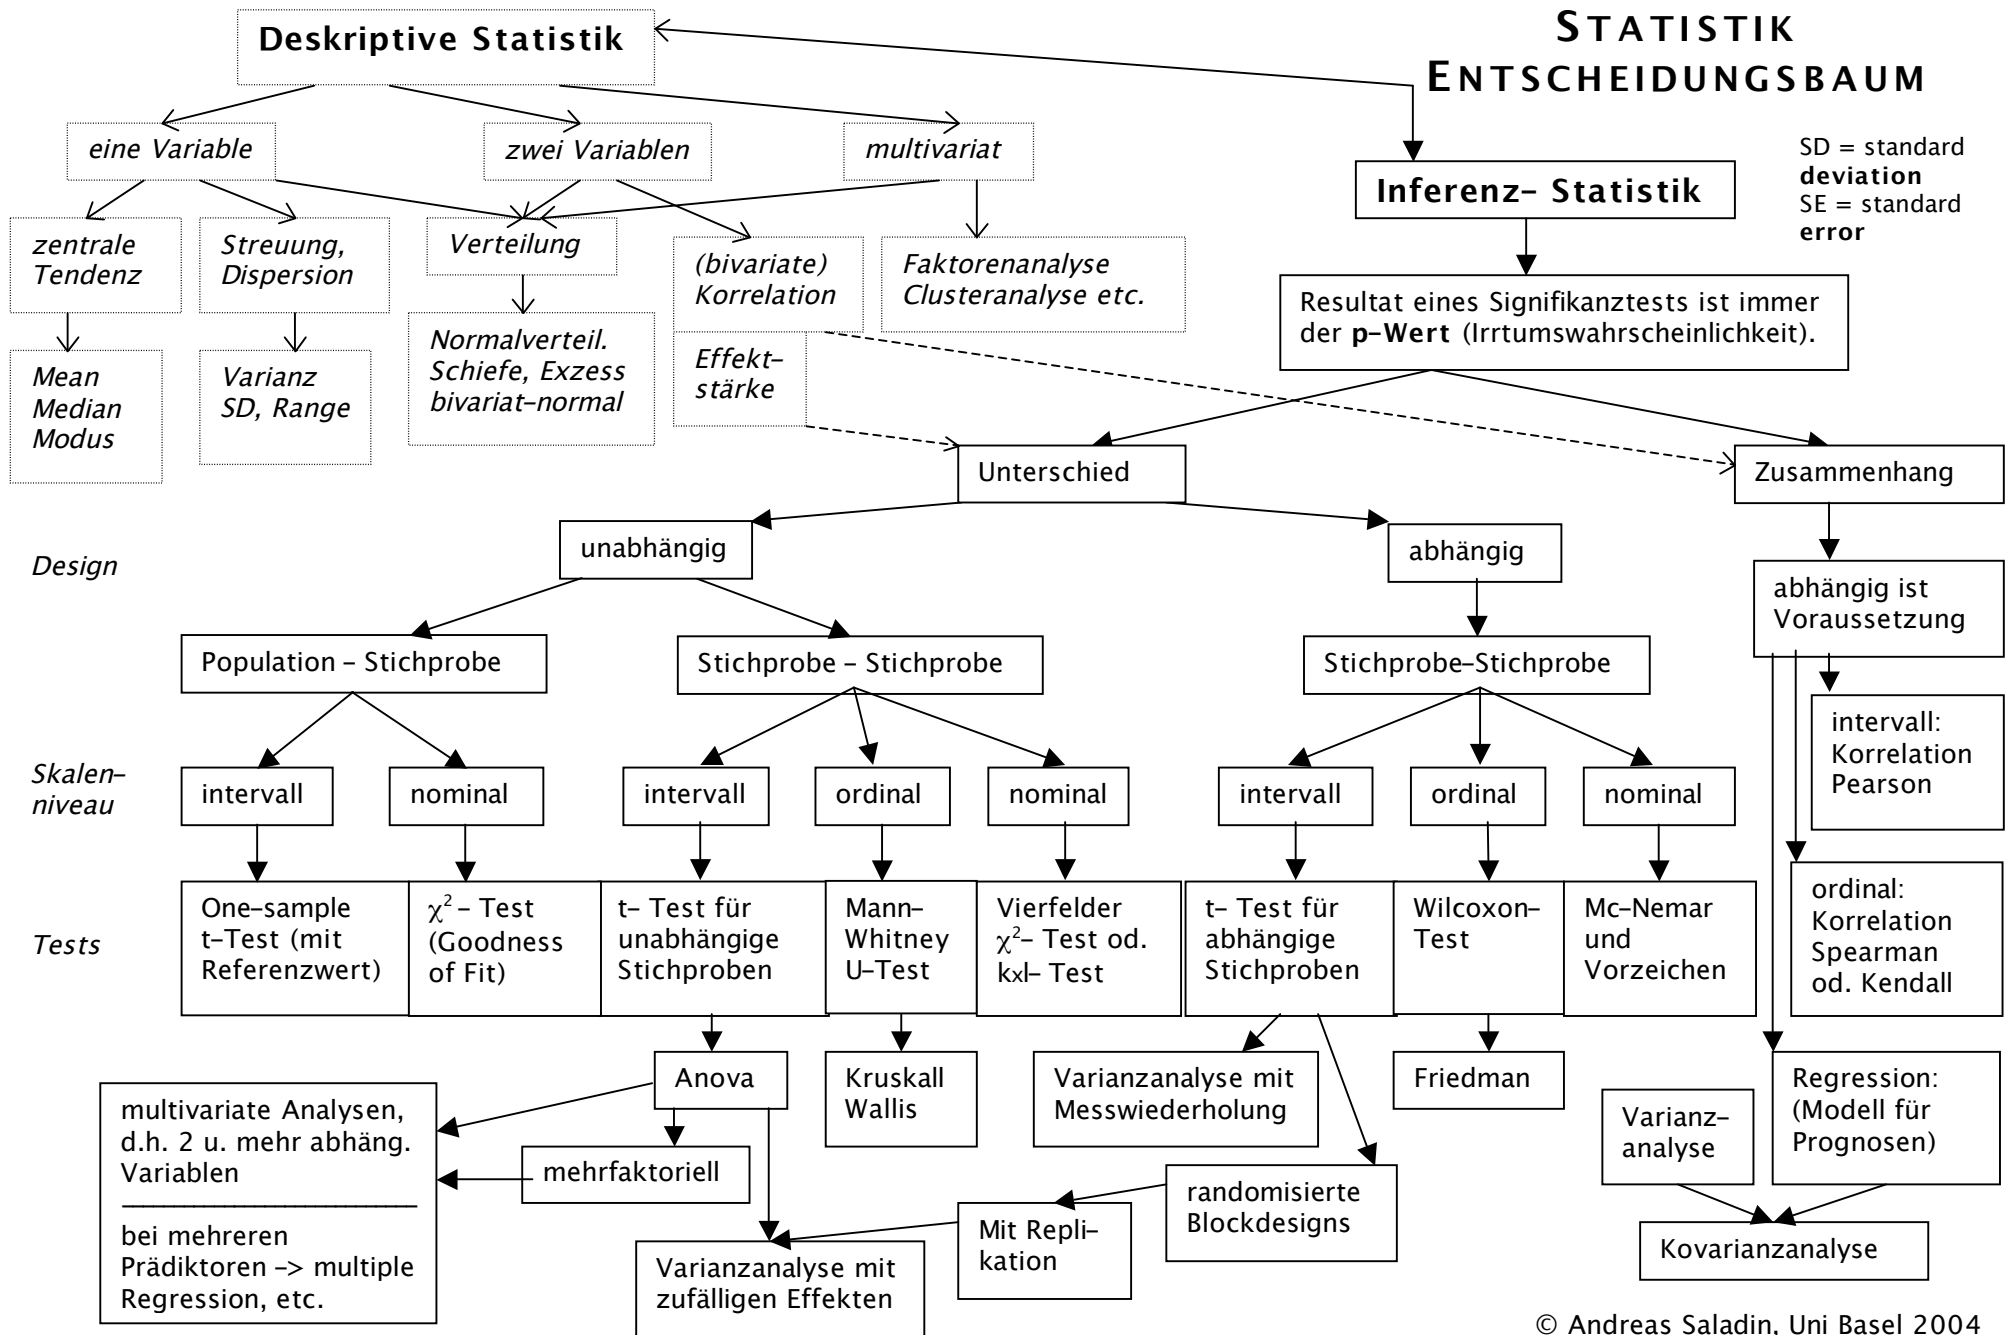 STATISTIK
ENTSCHEIDUNGSBAUM
Deskriptive Statistik
eine Variable
zwei Variablen
multivariat
SD = standard
deviation
SE = standard
error
Inferenz– Statistik
zentrale
Tendenz
Streuung,
Dispersion
Verteilung
(bivariate)
Korrelation
Faktorenanalyse
Clusteranalyse etc.
Resultat eines Signifikanztests ist immer
der p–Wert (Irrtumswahrscheinlichkeit).
Mean
Median
Modus
Varianz
SD, Range
Normalverteil.
Schiefe, Exzess
bivariat–normal
Effekt–
stärke
Unterschied
Zusammenhang
Design
unabhängig
abhängig
abhängig ist
Voraussetzung
Population – Stichprobe
Stichprobe – Stichprobe
Stichprobe–Stichprobe
Skalen–
niveau
intervall
nominal
intervall
ordinal
nominal
intervall
ordinal
nominal
intervall:
Korrelation
Pearson
Tests
One–sample
t–Test (mit
Referenzwert)
χ² – Test
(Goodness
of Fit)
t– Test für
unabhängige
Stichproben
Mann–
Whitney
U–Test
Vierfelder
χ²– Test od.
kxl– Test
t– Test für
abhängige
Stichproben
Wilcoxon–
Test
Mc–Nemar
und
Vorzeichen
ordinal:
Korrelation
Spearman
od. Kendall
Anova
Kruskall
Wallis
Varianzanalyse mit
Messwiederholung
Friedman
Varianz–
analyse
Regression:
(Modell für
Prognosen)
multivariate Analysen,
d.h. 2 u. mehr abhäng.
Variablen
bei mehreren
Prädiktoren –> multiple
Regression, etc.
mehrfaktoriell
Varianzanalyse mit
zufälligen Effekten
Mit Repli–
kation
randomisierte
Blockdesigns
Kovarianzanalyse
© Andreas Saladin, Uni Basel 2004